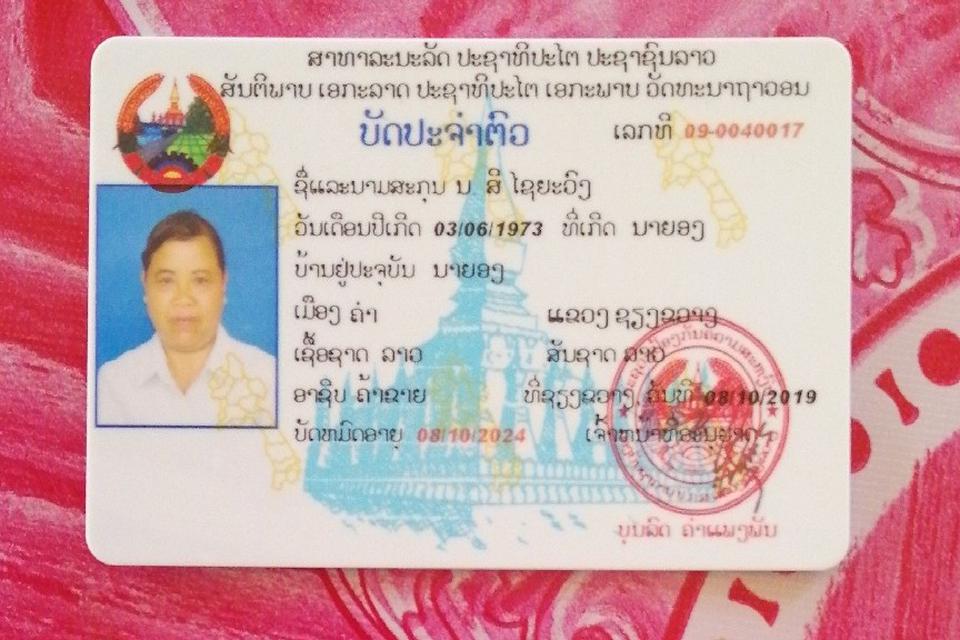 ສາທາລະນະລັດ ປະຊາທິປະໄຕ ປະຊາຊົນລາວ
ສັນຕິພາບ ເອກະລາດ ປະຊາທິປະໄຕ ເອກະພາບ ວັດທະນາຖາວອນ
ບັດປະຈຳຕົວ ເລກທີ 09-0040017
ຊື່ແລະນາມສະກຸນ ນ ສີ ໄຊຍະວົງ
ວັນເດືອນປີເກີດ 03/06/1973 ທີ່ເກີດ ນາຍອງ
ບ້ານຢູ່ປະຈຸບັນ ນາຍອງ
ເມືອງ ຄຳ ແຂວງ ຊຽງຂວາງ
ເຊື້ອຊາດ ລາວ ສັນຊາດ ລາວ
ອາຊີບ ຄ້າຂາຍ ທີ່ຊຽງຂວາງ, ວັນທີ 08/10/2019
ບັດຫມົດອາຍຸ 08/10/2024 ເຈົ້າຫນ້າທີ່ອະນຸຍາດ
ບຸນລົດ ຄຳແພງພັນ